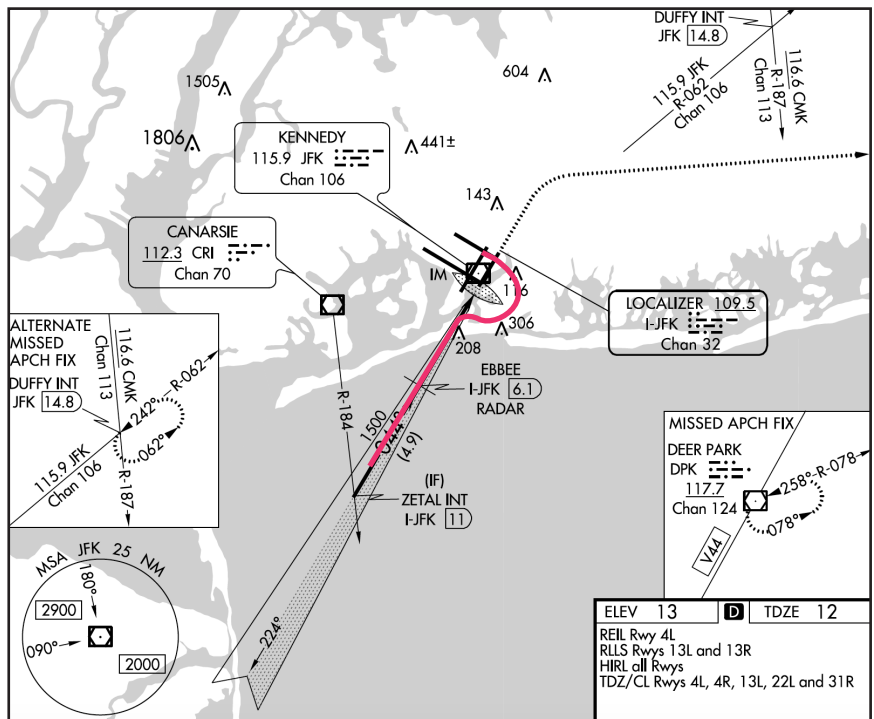 DUFFY INT
JFK 14.8
116.6 CMK
R-187
Chan 113
115.9 JFK
R-062
Chan 106
1505
604
1806
441±
KENNEDY
115.9 JFK
Chan 106
143
CANARSIE
112.3 CRI
Chan 70
IM
116
LOCALIZER 109.5
I-JFK
Chan 32
306
208
EBBEE
I-JFK 6.1
RADAR
R-184
1500
(4.9)
(IF)
ZETAL INT
I-JFK 11
224°
ALTERNATE
MISSED
APCH FIX
DUFFY INT
JFK 14.8
116.6 CMK
Chan 113
242°
R-062
062°
115.9 JFK
Chan 106
R-187
MISSED APCH FIX
DEER PARK
DPK
117.7
Chan 124
258°
R-078
078°
V44
MSA JFK 25 NM
180°
2900
090°
2000
ELEV 13 D TDZE 12
REIL Rwy 4L
RLLS Rwys 13L and 13R
HIRL all Rwys
TDZ/CL Rwys 4L, 4R, 13L, 22L and 31R